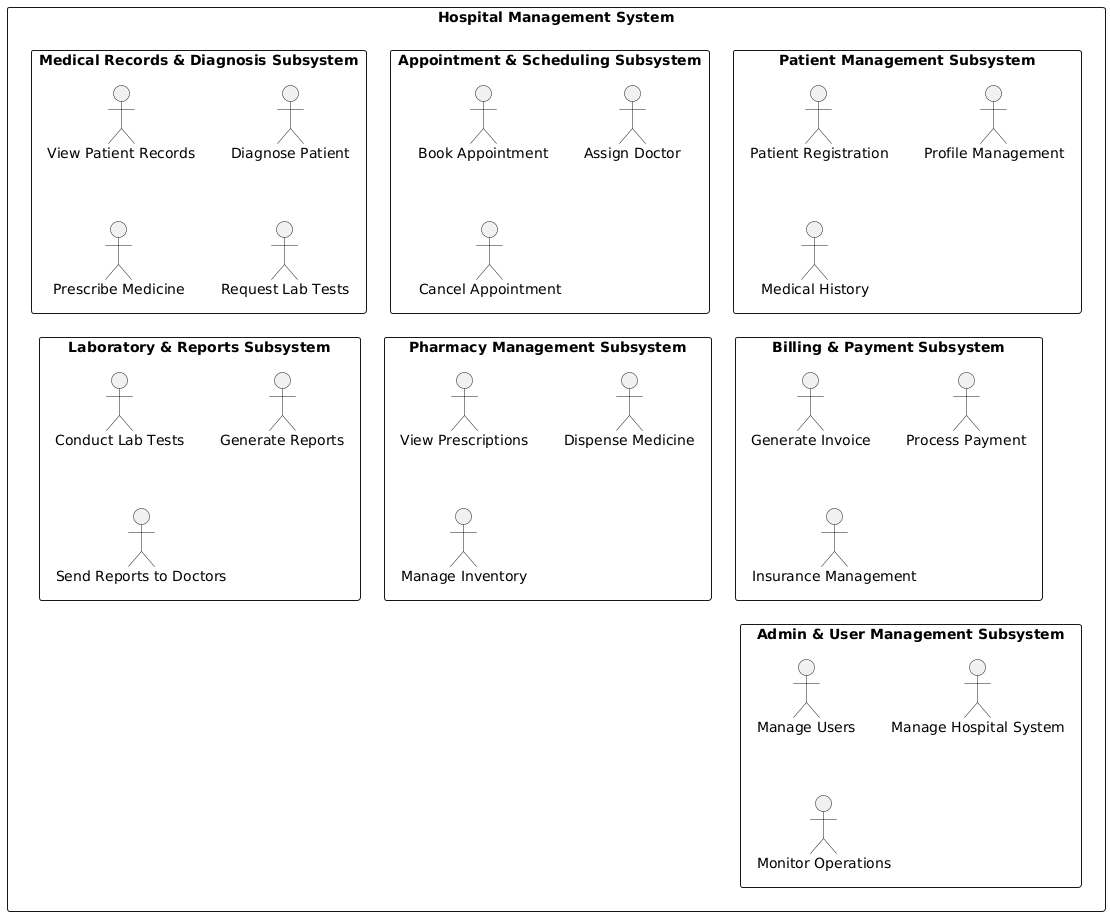 Hospital Management System
Medical Records & Diagnosis Subsystem
View Patient Records
Diagnose Patient
Prescribe Medicine
Request Lab Tests
Appointment & Scheduling Subsystem
Book Appointment
Assign Doctor
Cancel Appointment
Patient Management Subsystem
Patient Registration
Profile Management
Medical History
Laboratory & Reports Subsystem
Conduct Lab Tests
Generate Reports
Send Reports to Doctors
Pharmacy Management Subsystem
View Prescriptions
Dispense Medicine
Manage Inventory
Billing & Payment Subsystem
Generate Invoice
Process Payment
Insurance Management
Admin & User Management Subsystem
Manage Users
Manage Hospital System
Monitor Operations